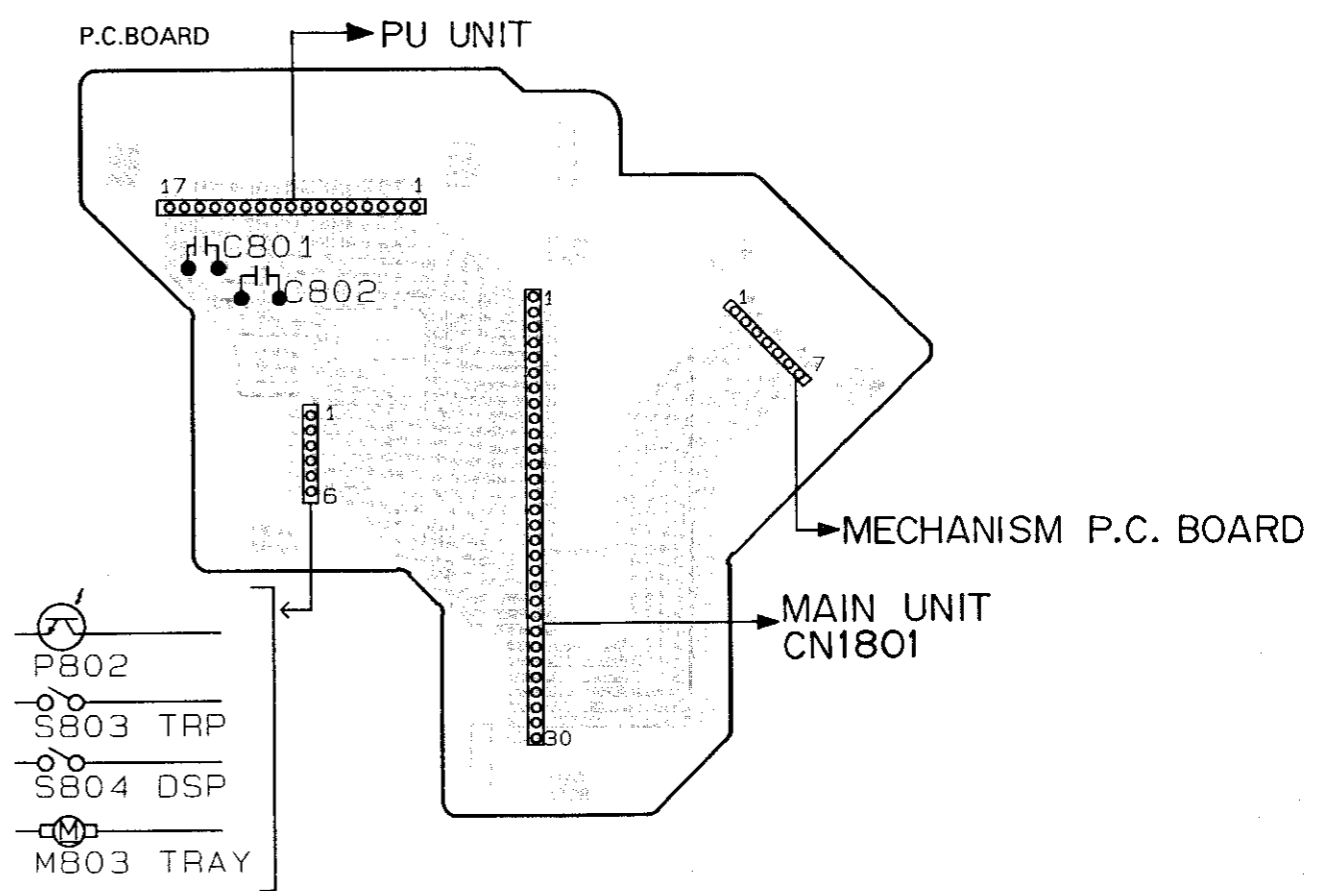 P.C.BOARD
PU UNIT
17
1
C801
C802
1
1
7
1
6
MECHANISM P.C. BOARD
MAIN UNIT
CN1801
P802
S803 TRP
30
S804 DSP
M803 TRAY